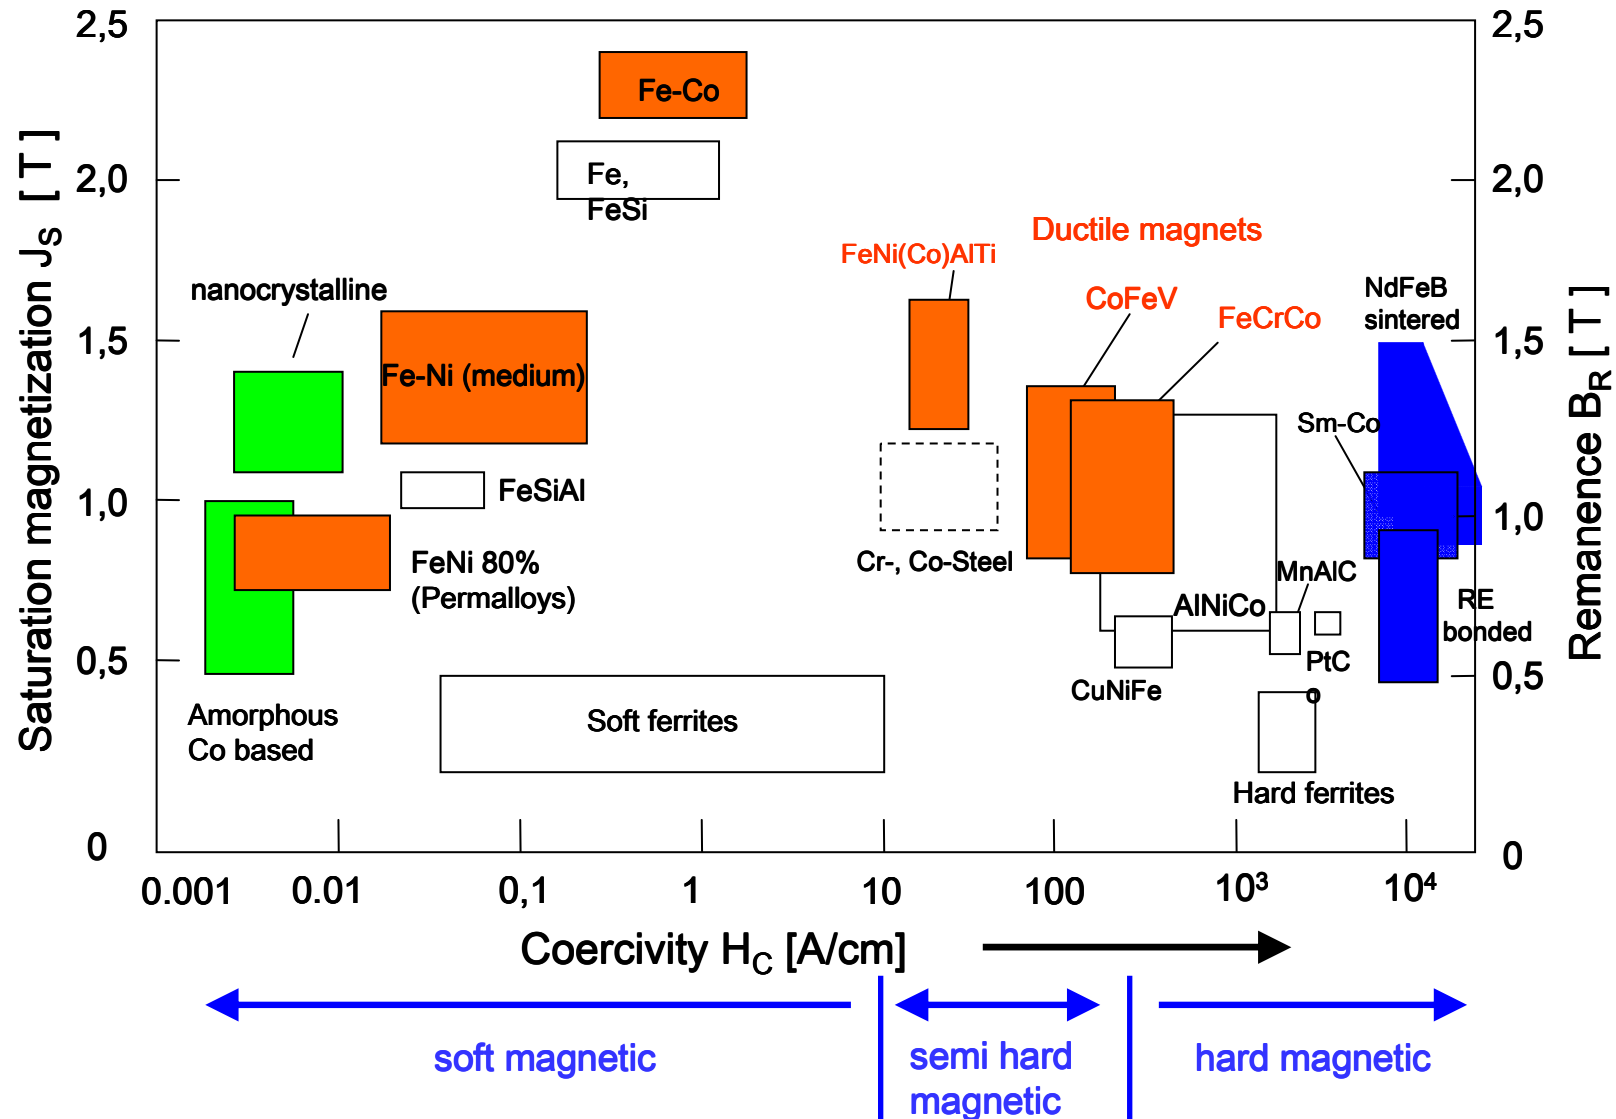 2,5
2,5
Fe-Co
Saturation magnetization JS [ T ]
2,0
2,0
Fe,
FeSi
Ductile magnets
FeNi(Co)AlTi
nanocrystalline
CoFeV
NdFeB
sintered
FeCrCo
Remanence BR [ T ]
1,5
1,5
Fe-Ni (medium)
Sm-Co
FeSiAl
1,0
1,0
Cr-, Co-Steel
FeNi 80%
(Permalloys)
MnAlC
AlNiCo
RE
bonded
0,5
0,5
PtC
o
CuNiFe
Amorphous
Co based
Soft ferrites
Hard ferrites
0
0
0.001
0.01
0,1
1
10
100
10³
10⁴
Coercivity HC [A/cm]
soft magnetic
semi hard
magnetic
hard magnetic